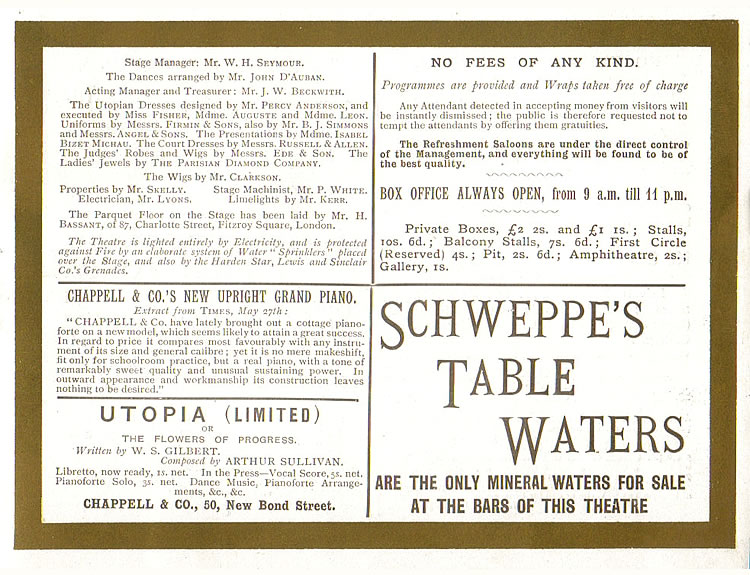 Stage Manager: Mr. W. H. SEYMOUR.
The Dances arranged by Mr. JOHN D'AUBAN.
Acting Manager and Treasurer: Mr. J. W. BECKWITH.
The Utopian Dresses designed by Mr. PERCY ANDERSON, and
executed by Miss FISHER, Mdme. AUGUSTE and Mdme. LEON.
Uniforms by Messrs. FIRMIN & SONS, also by Mr. B. J. SIMMONS
and Messrs. ANGEL & SONS. The Presentations by Mdme. ISABEL
BIZET MICHAU. The Court Dresses by Messrs. RUSSELL & ALLEN.
The Judges' Robes and Wigs by Messrs. EDE & SON. The
Ladies' Jewels by THE PARISIAN DIAMOND COMPANY.
The Wigs by Mr. CLARKSON.
Properties by Mr. SKELLY. Stage Machinist, Mr. P. WHITE.
Electrician, Mr. LYONS. Limelights by Mr. KERR.
The Parquet Floor on the Stage has been laid by Mr. H.
BASSANT, of 87, Charlotte Street, Fitzroy Square, London.
The Theatre is lighted entirely by Electricity, and is protected
against Fire by an elaborate system of Water "Sprinklers" placed
over the Stage, and also by the Harden Star, Lewis and Sinclair
Co.'s Grenades.
CHAPPELL & CO.'S NEW UPRIGHT GRAND PIANO.
Extract from TIMES, May 27th:
"CHAPPELL & Co. have lately brought out a cottage piano-
forte on a new model, which seems likely to attain a great success.
In regard to price it compares most favourably with any instru-
ment of its size and general calibre; yet it is no mere makeshift,
fit only for schoolroom practice, but a real piano, with a tone of
remarkably sweet quality and unusual sustaining power. In
outward appearance and workmanship its construction leaves
nothing to be desired."
UTOPIA (LIMITED)
OR
THE FLOWERS OF PROGRESS.
Written by W. S. GILBERT.
Composed by ARTHUR SULLIVAN.
Libretto, now ready, 1s. net. In the Press—Vocal Score, 5s. net.
Pianoforte Solo, 3s. net. Dance Music, Pianoforte Arrange-
ments, &c., &c.
CHAPPELL & CO., 50, New Bond Street.
NO FEES OF ANY KIND.
Programmes are provided and Wraps taken free of charge
Any Attendant detected in accepting money from visitors will
be instantly dismissed; the public is therefore requested not to
tempt the attendants by offering them gratuities.
The Refreshment Saloons are under the direct control
of the Management, and everything will be found to be of
the best quality.
BOX OFFICE ALWAYS OPEN, from 9 a.m. till 11 p.m.
Private Boxes, £2 2s. and £1 1s.; Stalls,
10s. 6d.; Balcony Stalls, 7s. 6d.; First Circle
(Reserved) 4s.; Pit, 2s. 6d.; Amphitheatre, 2s.;
Gallery, 1s.
SCHWEPPE'S
TABLE
WATERS
ARE THE ONLY MINERAL WATERS FOR SALE
AT THE BARS OF THIS THEATRE